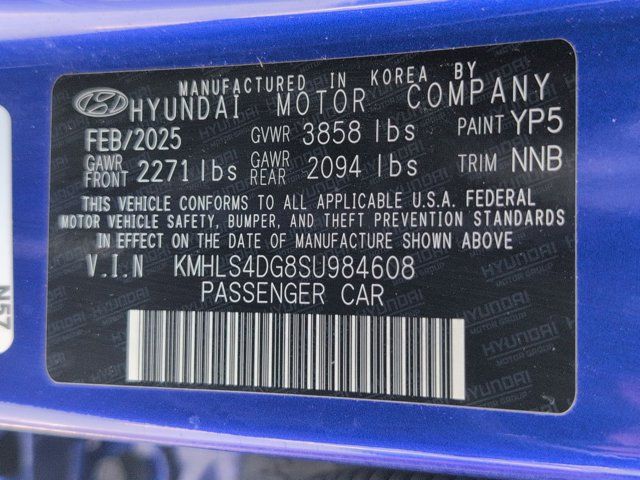 MANUFACTURED IN KOREA BY
HYUNDAI MOTOR COMPANY
FEB/2025 GVWR 3858 lbs PAINT YP5
GAWR FRONT 2271 lbs GAWR REAR 2094 lbs TRIM NNB
THIS VEHICLE CONFORMS TO ALL APPLICABLE U.S.A. FEDERAL
MOTOR VEHICLE SAFETY, BUMPER, AND THEFT PREVENTION STANDARDS
IN EFFECT ON THE DATE OF MANUFACTURE SHOWN ABOVE
V.I.N KMHLS4DG8SU984608
PASSENGER CAR
N57